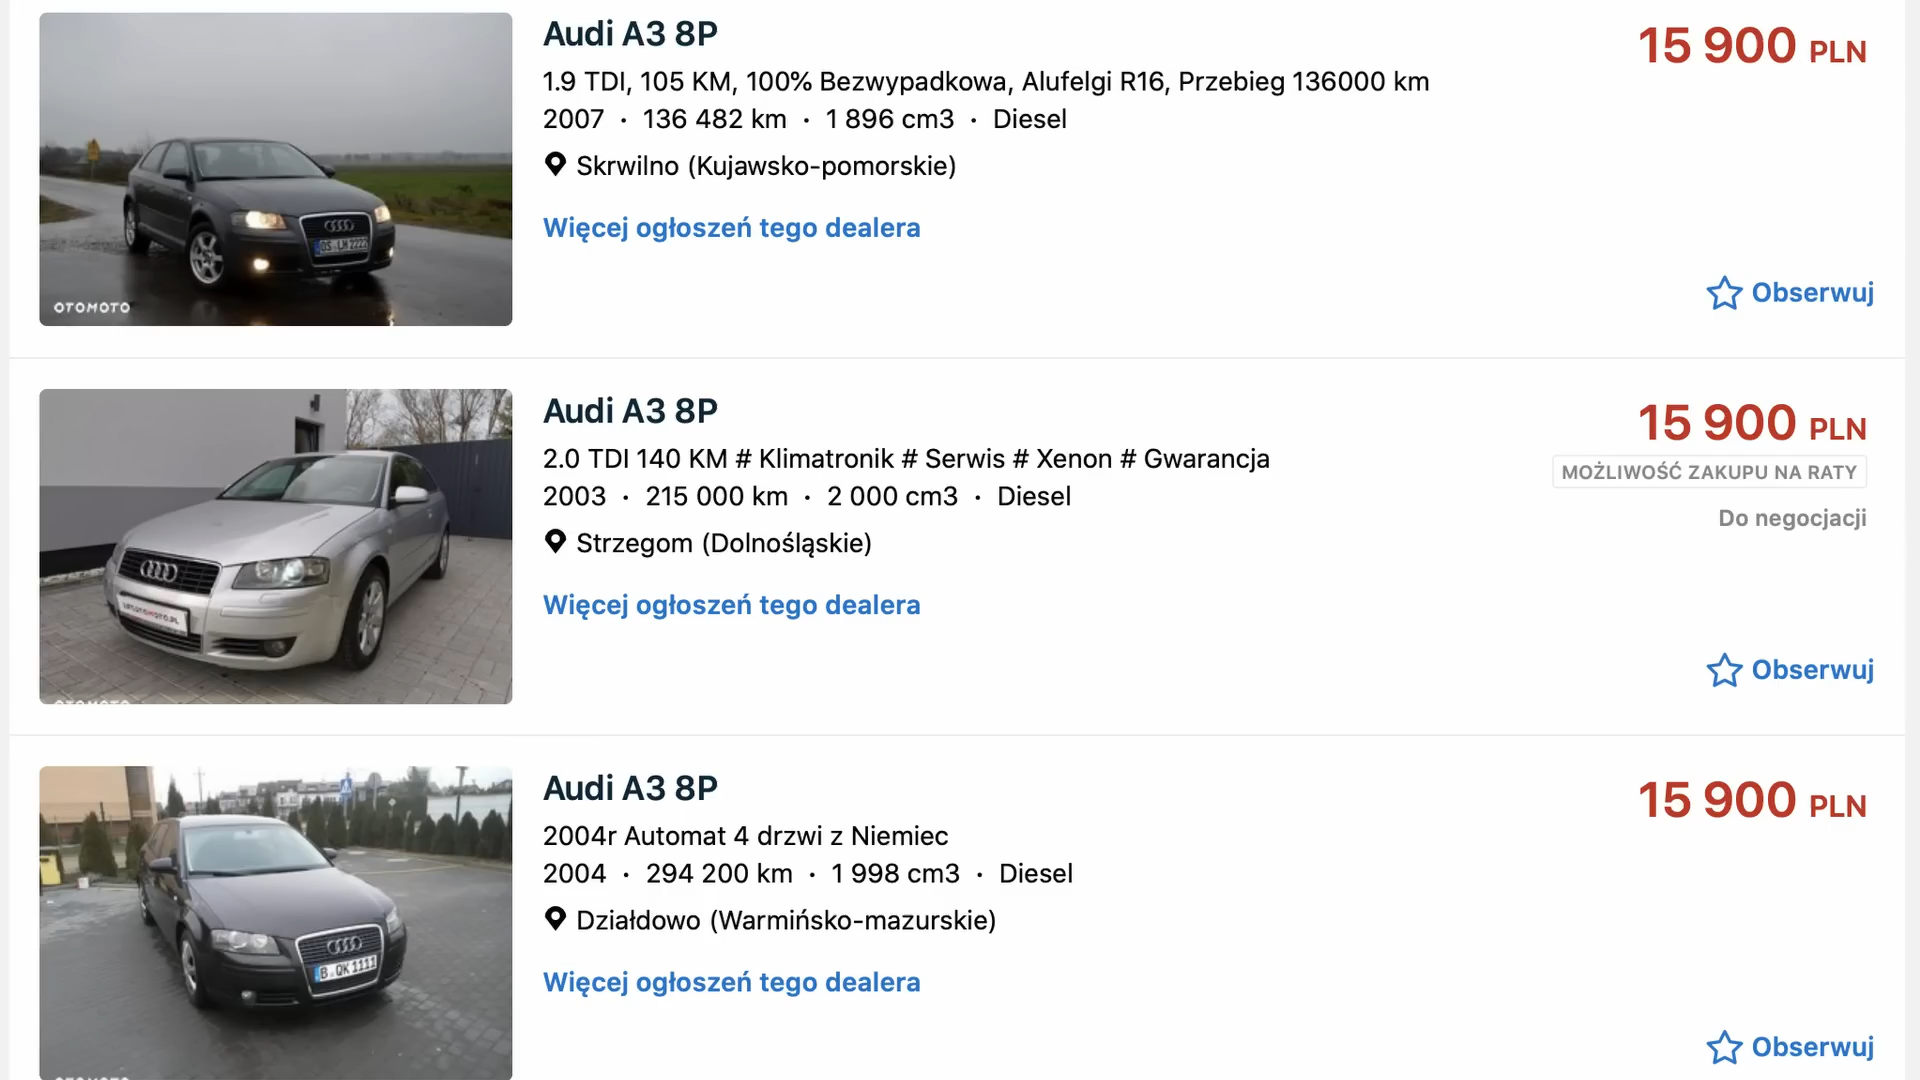 Audi A3 8P
15 900 PLN
1.9 TDI, 105 KM, 100% Bezwypadkowa, Alufelgi R16, Przebieg 136000 km
2007 · 136 482 km · 1 896 cm3 · Diesel
Skrwilno (Kujawsko-pomorskie)
Więcej ogłoszeń tego dealera
Obserwuj
OTOMOTO
Audi A3 8P
15 900 PLN
2.0 TDI 140 KM # Klimatronik # Serwis # Xenon # Gwarancja
MOŻLIWOŚĆ ZAKUPU NA RATY
2003 · 215 000 km · 2 000 cm3 · Diesel
Do negocjacji
Strzegom (Dolnośląskie)
Więcej ogłoszeń tego dealera
Obserwuj
Audi A3 8P
15 900 PLN
2004r Automat 4 drzwi z Niemiec
2004 · 294 200 km · 1 998 cm3 · Diesel
Działdowo (Warmińsko-mazurskie)
Więcej ogłoszeń tego dealera
B QK 1111
Obserwuj